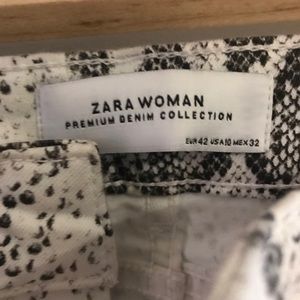 ZARA WOMAN
PREMIUM DENIM COLLECTION
EUR 42 USA 10 MEX 32